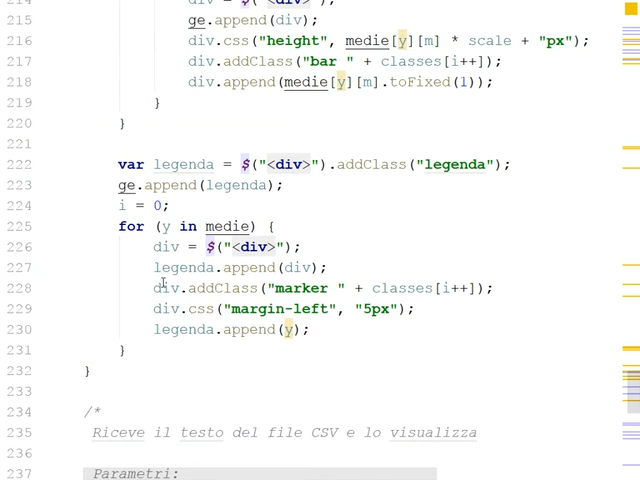 214 div = $("<div>");
215 ge.append(div);
216 div.css("height", medie[y][m] * scale + "px");
217 div.addClass("bar " + classes[i++]);
218 div.append(medie[y][m].toFixed(1));
219 }
220 }
221
222 var legenda = $("<div>").addClass("legenda");
223 ge.append(legenda);
224 i = 0;
225 for (y in medie) {
226 div = $("<div>");
227 legenda.append(div);
228 div.addClass("marker " + classes[i++]);
229 div.css("margin-left", "5px");
230 legenda.append(y);
231 }
232 }
233
234 /*
235 Riceve il testo del file CSV e lo visualizza
236
237 Parametri: